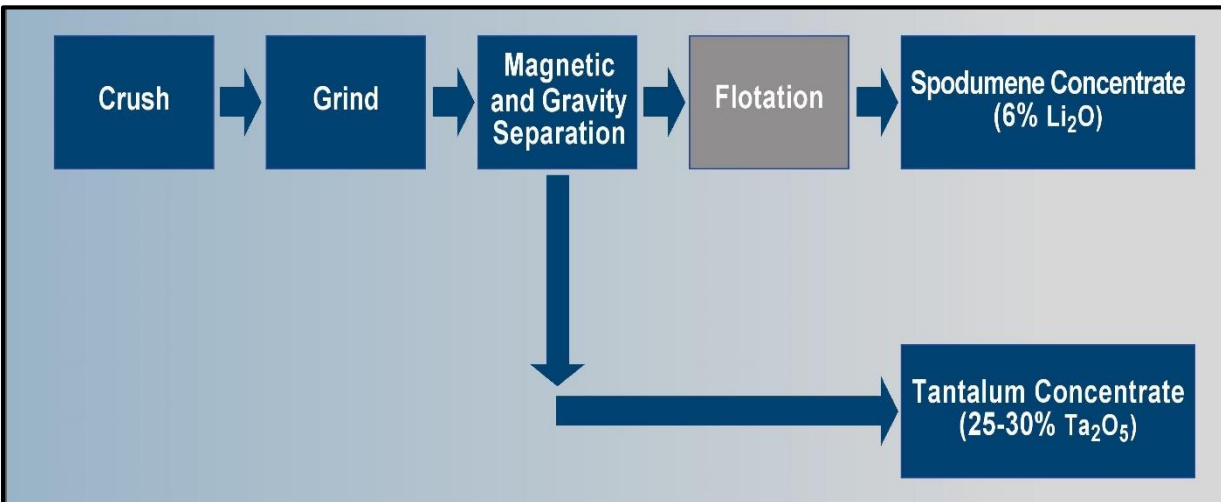 Crush
Grind
Magnetic
and Gravity
Separation
Flotation
Spodumene Concentrate
(6% Li₂O)
Tantalum Concentrate
(25-30% Ta₂O₅)